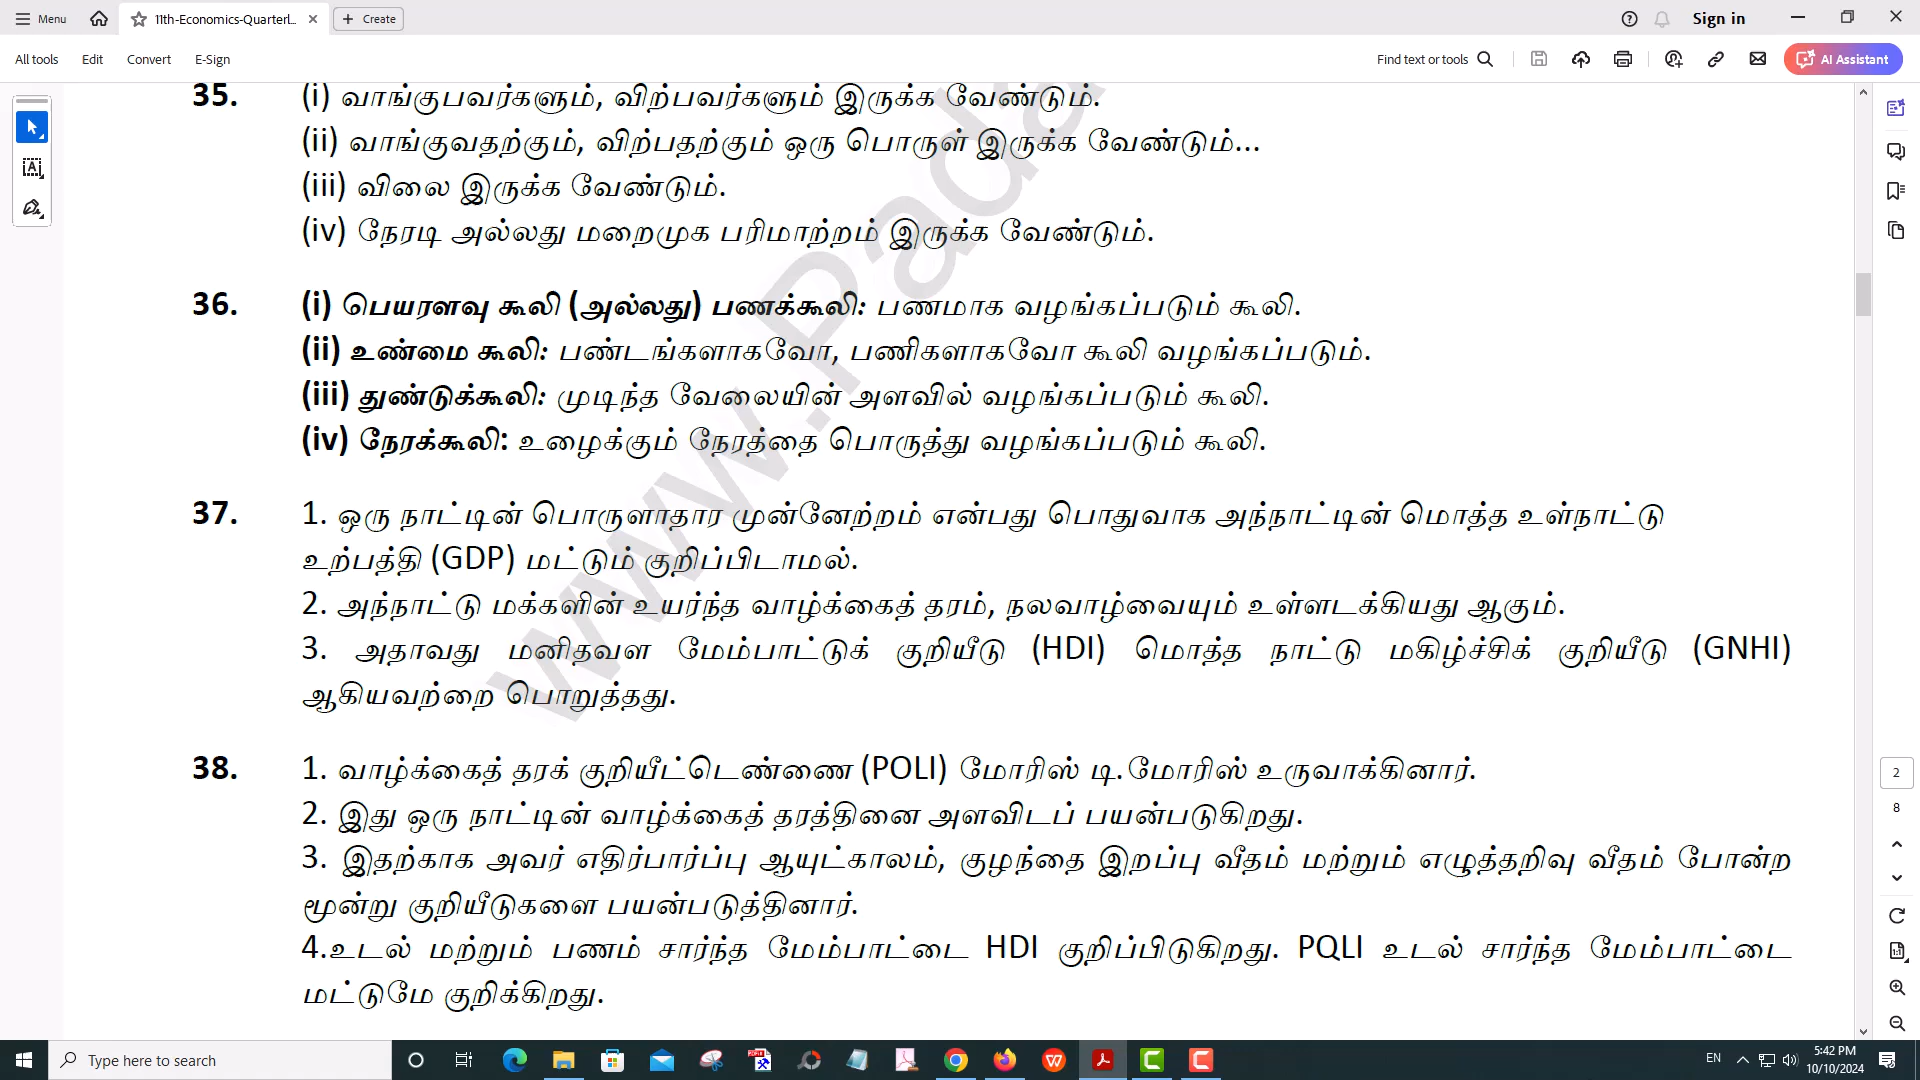 Menu
11th-Economics-Quarterl...
Create
Sign in
All tools
Edit
Convert
E-Sign
Find text or tools
AI Assistant
35. (i) வாங்குபவர்களும், விற்பவர்களும் இருக்க வேண்டும்.
(ii) வாங்குவதற்கும், விற்பதற்கும் ஒரு பொருள் இருக்க வேண்டும்...
(iii) விலை இருக்க வேண்டும்.
(iv) நேரடி அல்லது மறைமுக பரிமாற்றம் இருக்க வேண்டும்.
36. (i) பெயரளவு கூலி (அல்லது) பணக்கூலி: பணமாக வழங்கப்படும் கூலி.
(ii) உண்மை கூலி: பண்டங்களாகவோ, பணிகளாகவோ கூலி வழங்கப்படும்.
(iii) துண்டுக்கூலி: முடிந்த வேலையின் அளவில் வழங்கப்படும் கூலி.
(iv) நேரக்கூலி: உழைக்கும் நேரத்தை பொருத்து வழங்கப்படும் கூலி.
37. 1. ஒரு நாட்டின் பொருளாதார முன்னேற்றம் என்பது பொதுவாக அந்நாட்டின் மொத்த உள்நாட்டு
உற்பத்தி (GDP) மட்டும் குறிப்பிடாமல்.
2. அந்நாட்டு மக்களின் உயர்ந்த வாழ்க்கைத் தரம், நலவாழ்வையும் உள்ளடக்கியது ஆகும்.
3. அதாவது மனிதவள மேம்பாட்டுக் குறியீடு (HDI) மொத்த நாட்டு மகிழ்ச்சிக் குறியீடு (GNHI)
ஆகியவற்றை பொறுத்தது.
38. 1. வாழ்க்கைத் தரக் குறியீட்டெண்ணை (POLI) மோரிஸ் டி.மோரிஸ் உருவாக்கினார்.
2. இது ஒரு நாட்டின் வாழ்க்கைத் தரத்தினை அளவிடப் பயன்படுகிறது.
3. இதற்காக அவர் எதிர்பார்ப்பு ஆயுட்காலம், குழந்தை இறப்பு வீதம் மற்றும் எழுத்தறிவு வீதம் போன்ற
மூன்று குறியீடுகளை பயன்படுத்தினார்.
4.உடல் மற்றும் பணம் சார்ந்த மேம்பாட்டை HDI குறிப்பிடுகிறது. PQLI உடல் சார்ந்த மேம்பாட்டை
மட்டுமே குறிக்கிறது.
www.Pada
2
8
Type here to search
EN
5:42 PM
10/10/2024